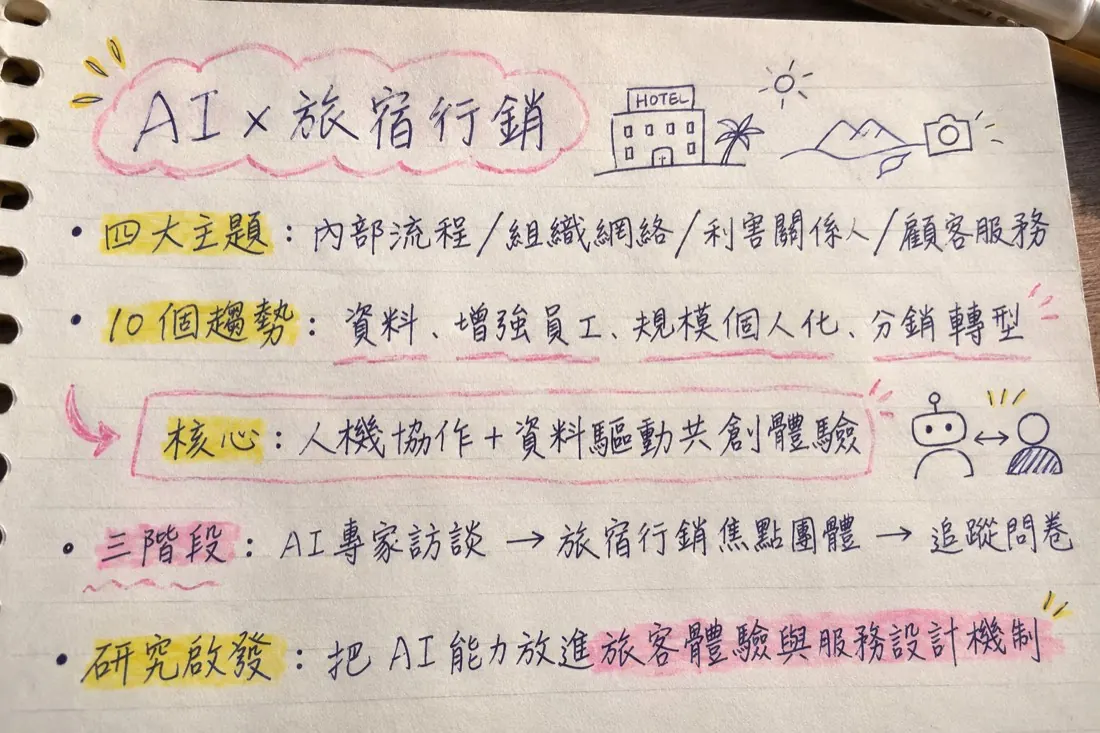 AI × 旅宿行銷
HOTEL
• 四大主題：內部流程/組織網絡/利害關係人/顧客服務
• 10個趨勢：資料、增強員工、規模個人化、分銷轉型
核心：人機協作+資料驅動共創體驗
• 三階段：AI專家訪談→旅宿行銷焦點團體→追蹤問卷
• 研究啟發：把AI能力放進旅客體驗與服務設計機制